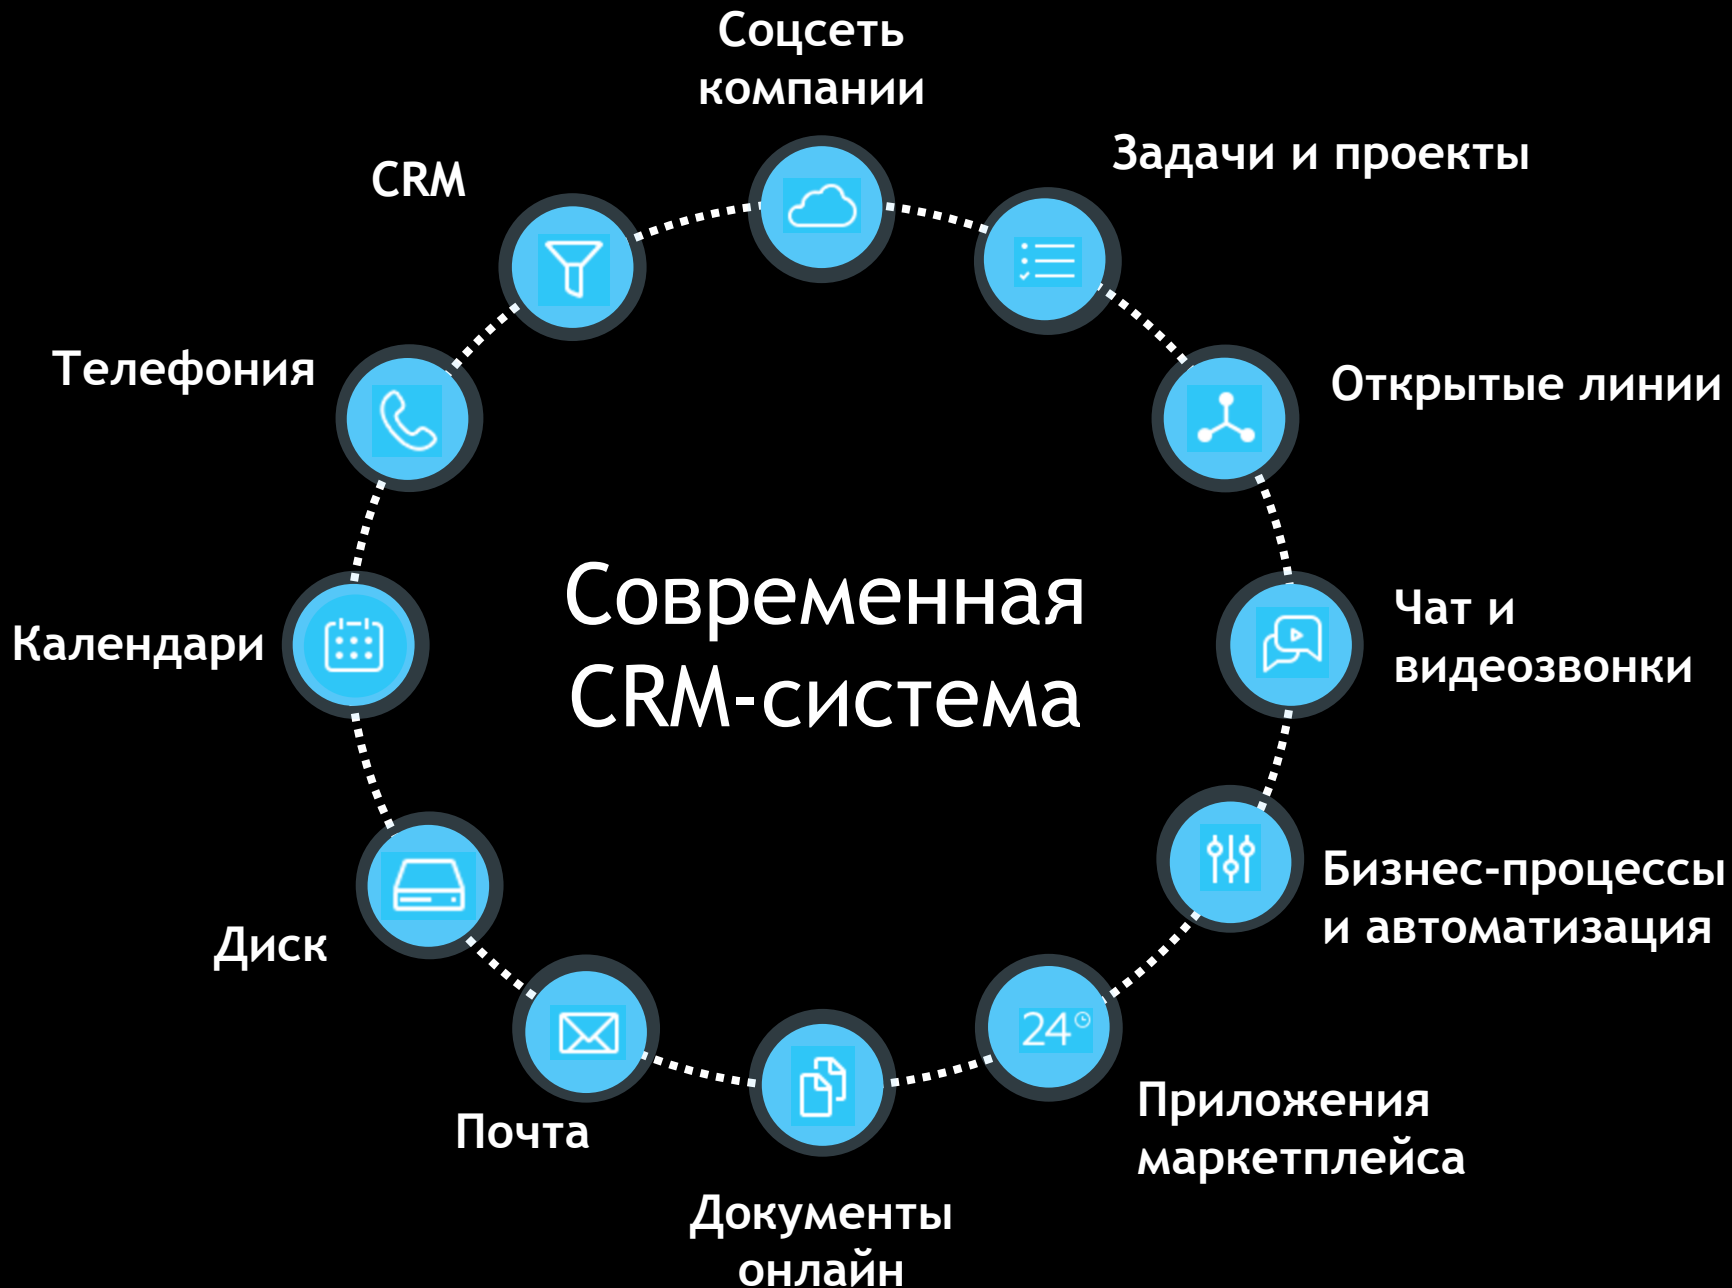 Соцсеть
компании
Задачи и проекты
CRM
Телефония
Открытые линии
Современная
CRM-система
Календари
Чат и
видеозвонки
Бизнес-процессы
и автоматизация
Диск
24
Приложения
маркетплейса
Почта
Документы
онлайн